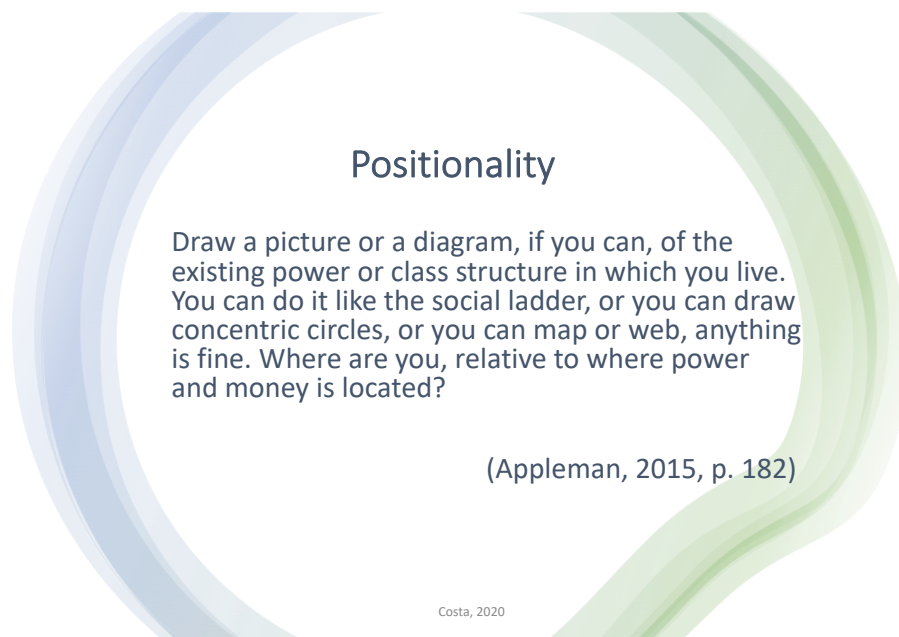 Positionality
Draw a picture or a diagram, if you can, of the
existing power or class structure in which you live.
You can do it like the social ladder, or you can draw
concentric circles, or you can map or web, anything
is fine. Where are you, relative to where power
and money is located?
(Appleman, 2015, p. 182)
Costa, 2020